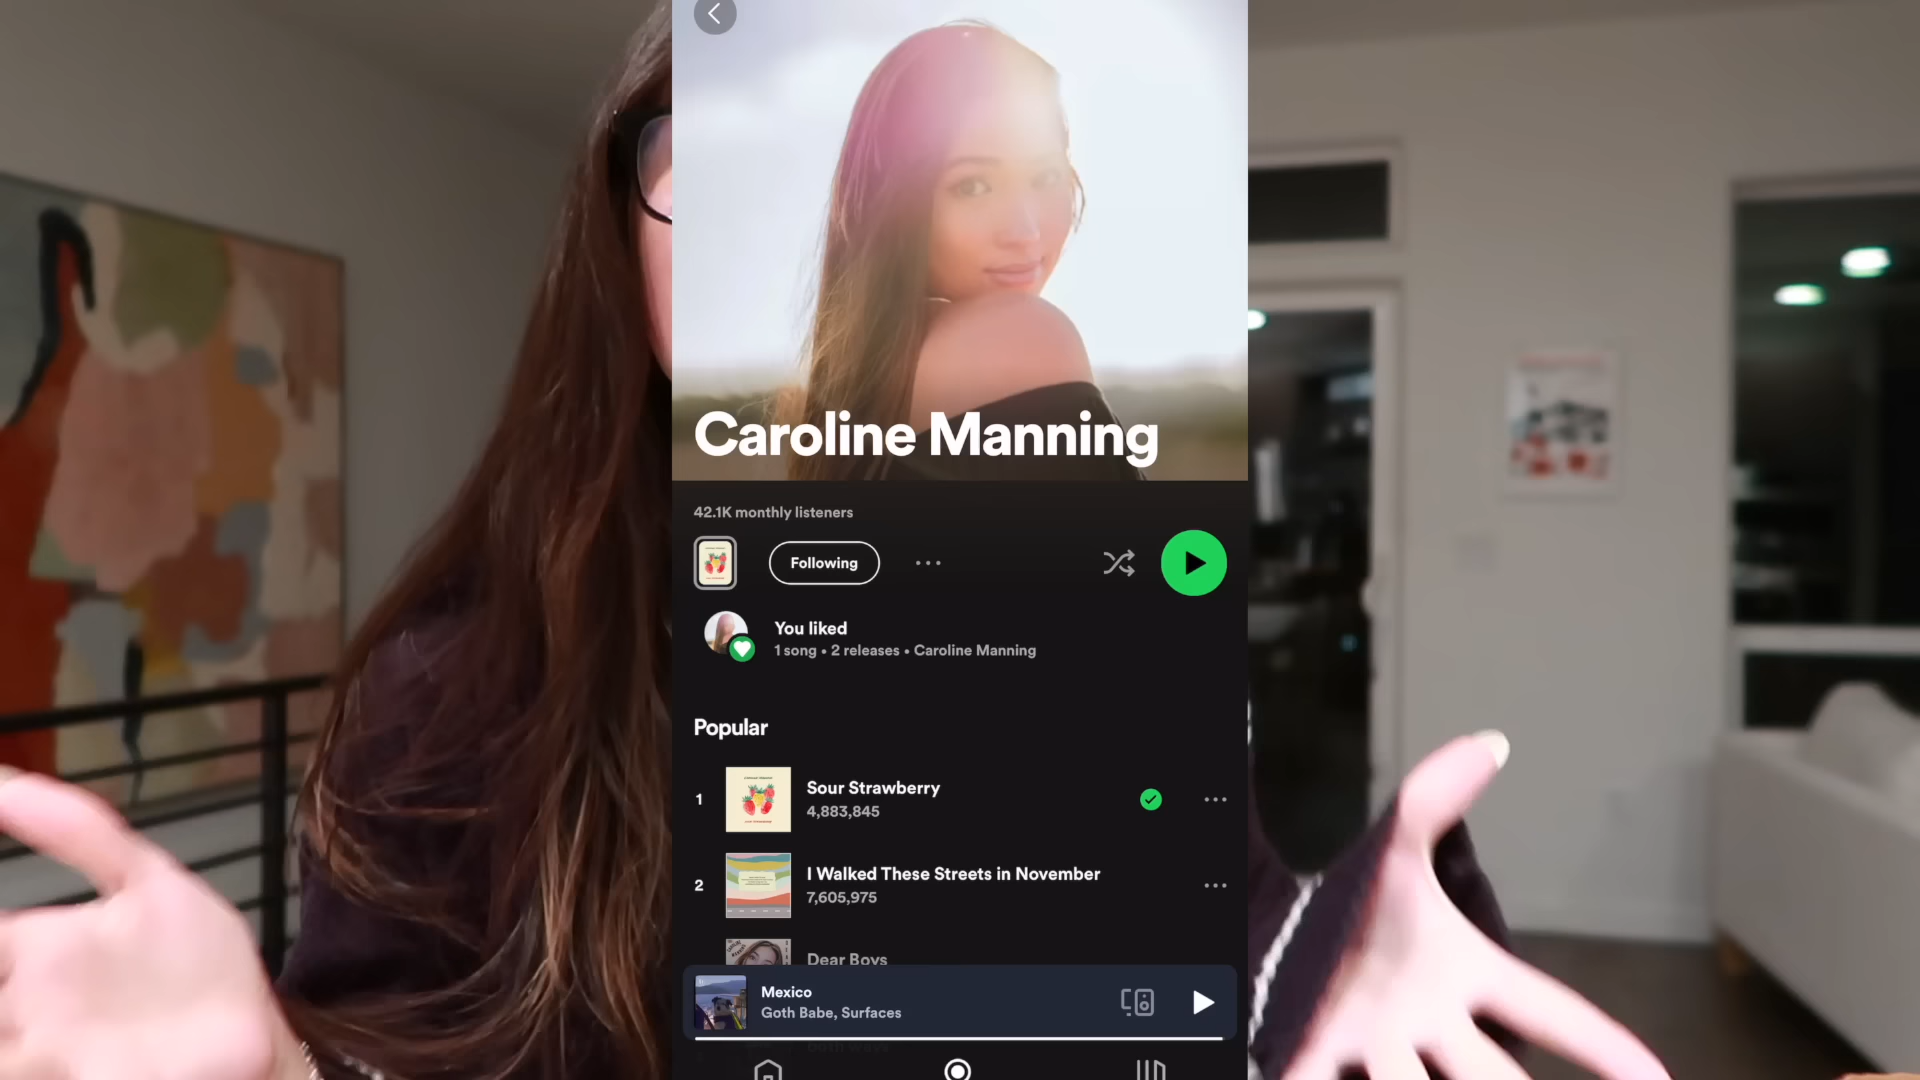 Caroline Manning
42.1K monthly listeners
Following
You liked
1 song • 2 releases • Caroline Manning
Popular
1
Sour Strawberry
4,883,845
2
I Walked These Streets in November
7,605,975
Dear Boys
Mexico
Goth Babe, Surfaces